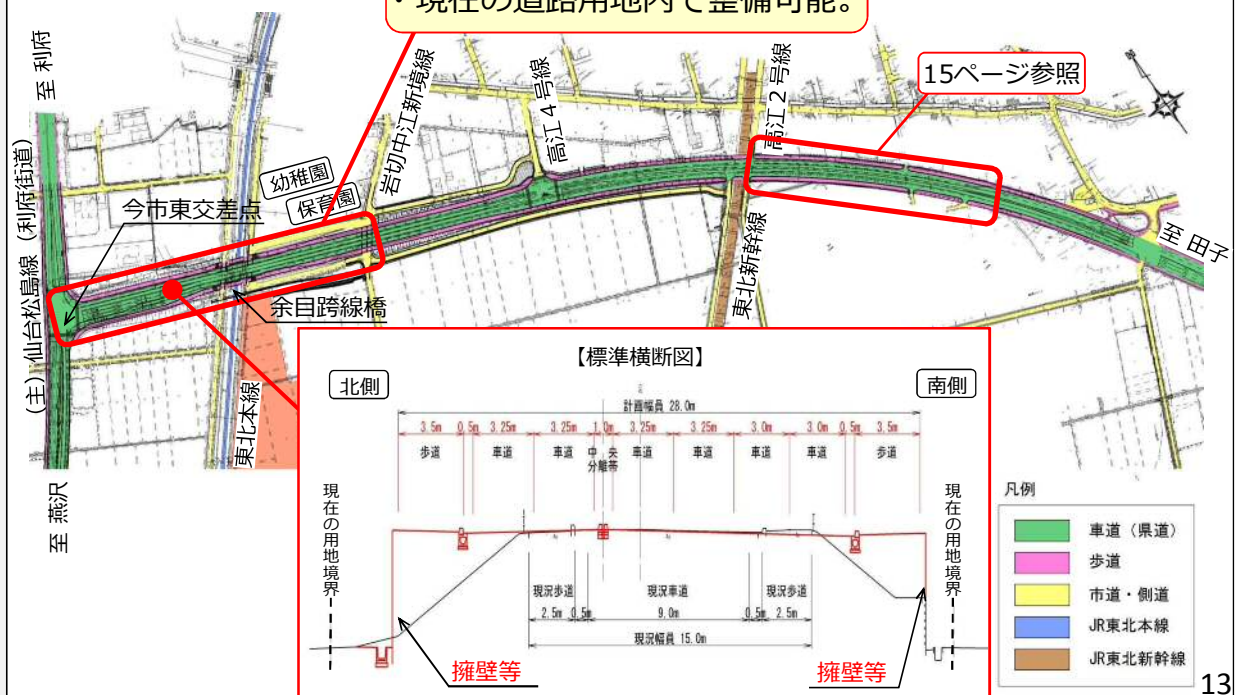 ・現在の道路用地内で整備可能。
至 利府
岩切中江新境線
高江4号線
高江2号線
15ページ参照
(主)仙台松島線(利府街道)
幼稚園
保育園
今市東交差点
至 田子
余目跨線橋
東北新幹線
東北本線
至 燕沢
【標準横断図】
北側
南側
計画幅員 28.0m
3.5m 0.5m 3.25m 3.25m 1.0m 3.25m 3.25m 3.0m 3.0m 0.5m 3.5m
歩道 車道 車道 中央分離帯 車道 車道 車道 車道 歩道
現在の用地境界
現在の用地境界
現況歩道 現況車道 現況歩道
2.5m 0.5m 9.0m 0.5m 2.5m
現況幅員 15.0m
擁壁等
擁壁等
凡例
車道(県道)
歩道
市道・側道
JR東北本線
JR東北新幹線
13